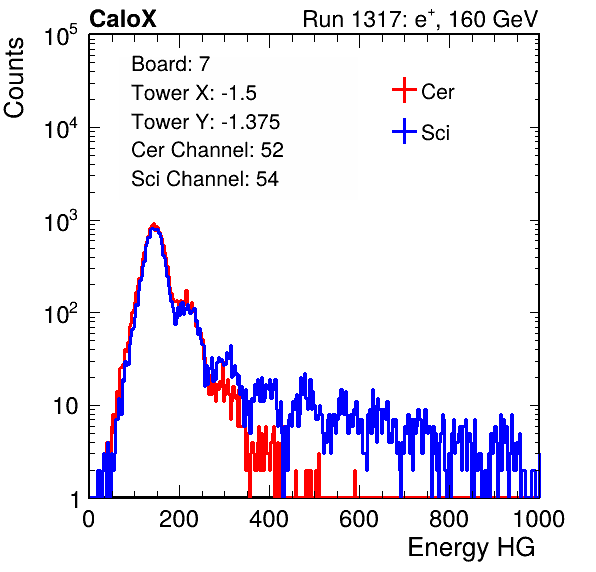 CaloX Run 1317: e⁺, 160 GeV
Counts
10⁵
10⁴
10³
10²
10
1
Board: 7
Tower X: -1.5
Tower Y: -1.375
Cer Channel: 52
Sci Channel: 54
Cer
Sci
0 200 400 600 800 1000
Energy HG